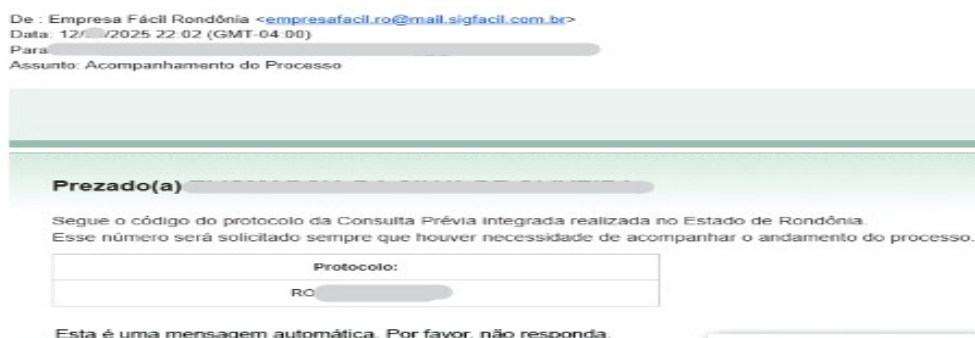 De : Empresa Fácil Rondônia <empresafacil.ro@mail.sigfacil.com.br>
Data: 12/ /2025 22:02 (GMT-04:00)
Para
Assunto: Acompanhamento do Processo
Prezado(a)
Segue o código do protocolo da Consulta Prévia integrada realizada no Estado de Rondônia.
Esse número será solicitado sempre que houver necessidade de acompanhar o andamento do processo.
Protocolo:
RO
Esta é uma mensagem automática. Por favor, não responda.